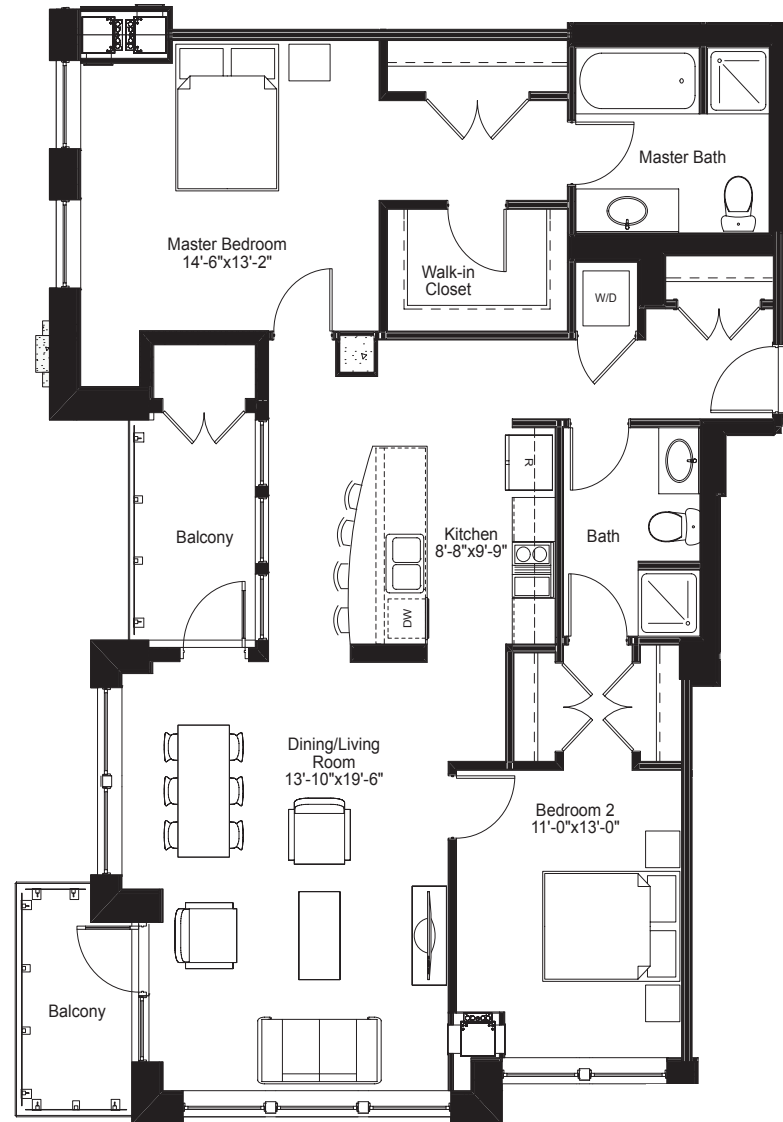 Master Bath
Master Bedroom
14'-6"x13'-2"
Walk-in
Closet
W/D
R
Kitchen
8'-8"x9'-9"
Bath
Balcony
DW
Dining/Living
Room
13'-10"x19'-6"
Bedroom 2
11'-0"x13'-0"
Balcony